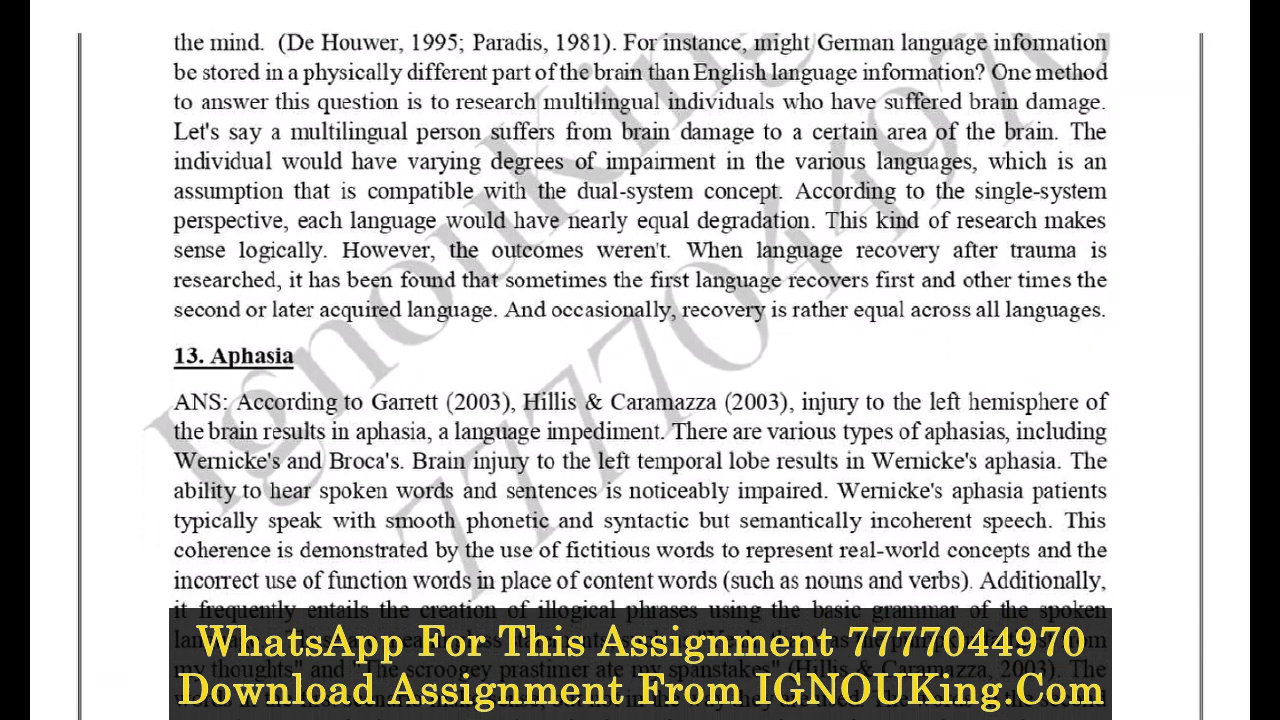 the mind. (De Houwer, 1995; Paradis, 1981). For instance, might German language information
be stored in a physically different part of the brain than English language information? One method
to answer this question is to research multilingual individuals who have suffered brain damage.
Let's say a multilingual person suffers from brain damage to a certain area of the brain. The
individual would have varying degrees of impairment in the various languages, which is an
assumption that is compatible with the dual-system concept. According to the single-system
perspective, each language would have nearly equal degradation. This kind of research makes
sense logically. However, the outcomes weren't. When language recovery after trauma is
researched, it has been found that sometimes the first language recovers first and other times the
second or later acquired language. And occasionally, recovery is rather equal across all languages.
13. Aphasia
ANS: According to Garrett (2003), Hillis & Caramazza (2003), injury to the left hemisphere of
the brain results in aphasia, a language impediment. There are various types of aphasias, including
Wernicke's and Broca's. Brain injury to the left temporal lobe results in Wernicke's aphasia. The
ability to hear spoken words and sentences is noticeably impaired. Wernicke's aphasia patients
typically speak with smooth phonetic and syntactic but semantically incoherent speech. This
coherence is demonstrated by the use of fictitious words to represent real-world concepts and the
incorrect use of function words in place of content words (such as nouns and verbs). Additionally,
it frequently entails the creation of illogical phrases using the basic grammar of the spoken
my thoughts" and "The scroogey prastimer ate my spanstakes" (Hillis & Caramazza, 2003). The
WhatsApp For This Assignment 7777044970
Download Assignment From IGNOUKing.Com
IgnouKing
7777044970